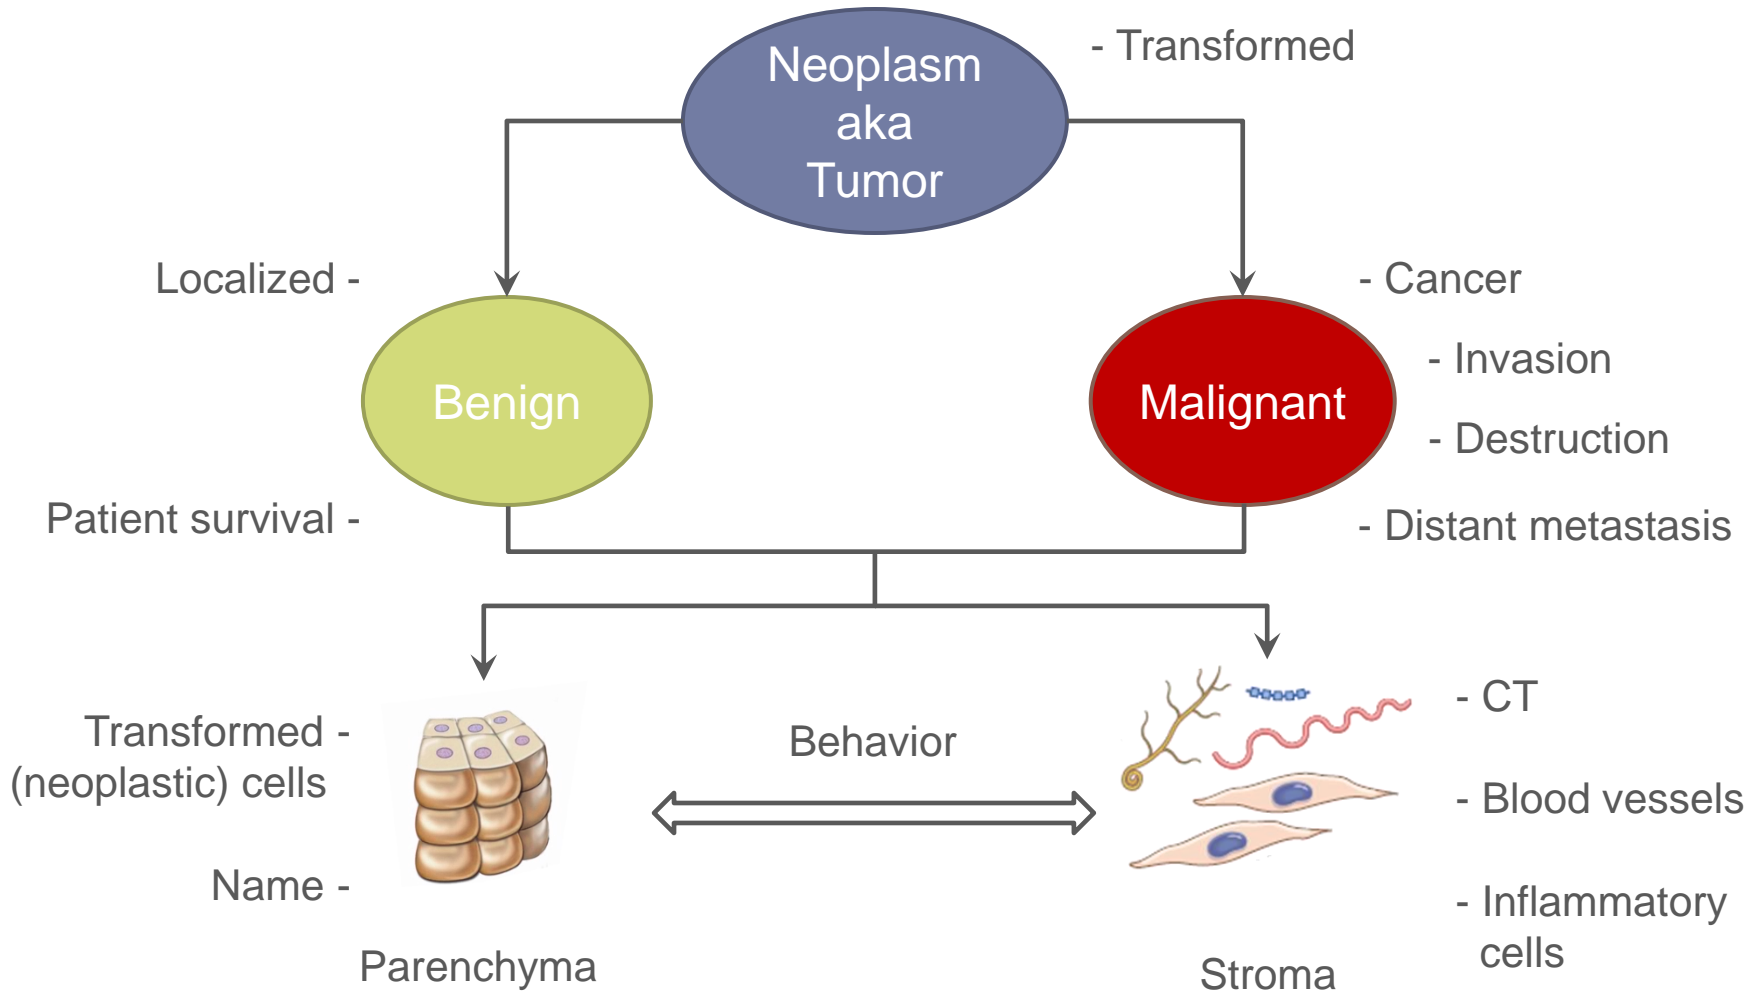 Neoplasm
aka
Tumor
- Transformed
Localized -
- Cancer
- Invasion
Benign
Malignant
- Destruction
Patient survival -
- Distant metastasis
Transformed -
(neoplastic) cells
Name -
Parenchyma
Behavior
- CT
- Blood vessels
- Inflammatory
cells
Stroma